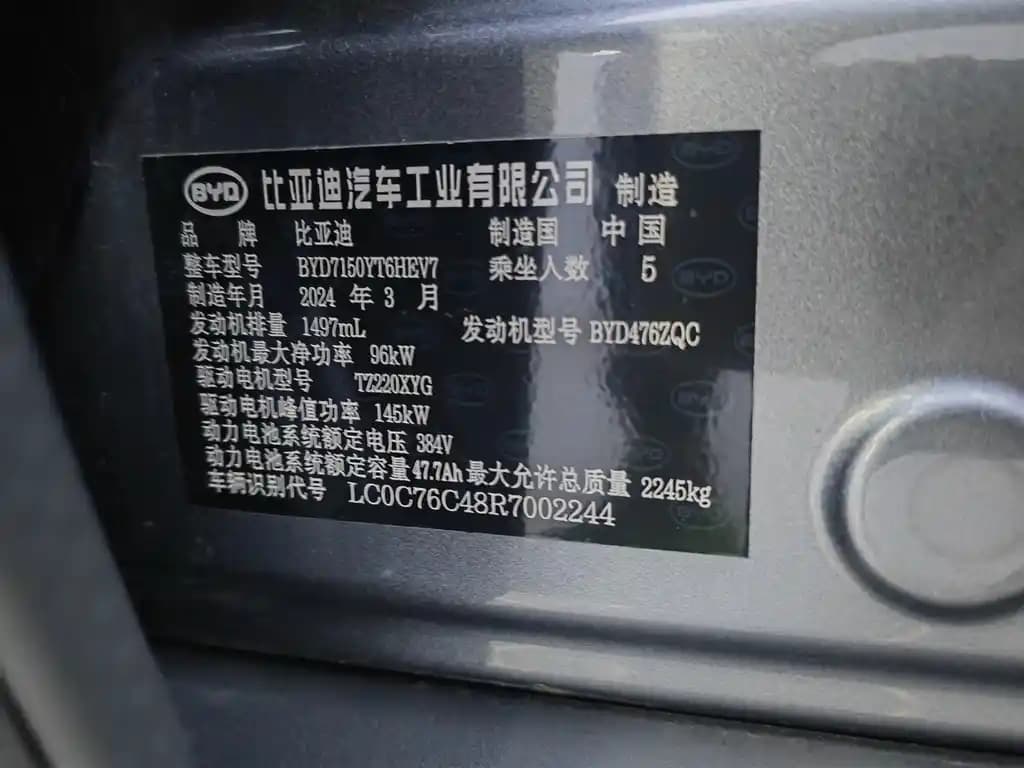 BYD 比亚迪汽车工业有限公司 制造
品 牌 比亚迪 制造国 中国
整车型号 BYD7150YT6HEV7 乘坐人数 5
制造年月 2024 年 3 月
发动机排量 1497mL 发动机型号 BYD476ZQC
发动机最大净功率 96kW
驱动电机型号 TZ220XYG
驱动电机峰值功率 145kW
动力电池系统额定电压 384V
动力电池系统额定容量 47.7Ah 最大允许总质量 2245kg
车辆识别代号 LC0C76C48R7002244